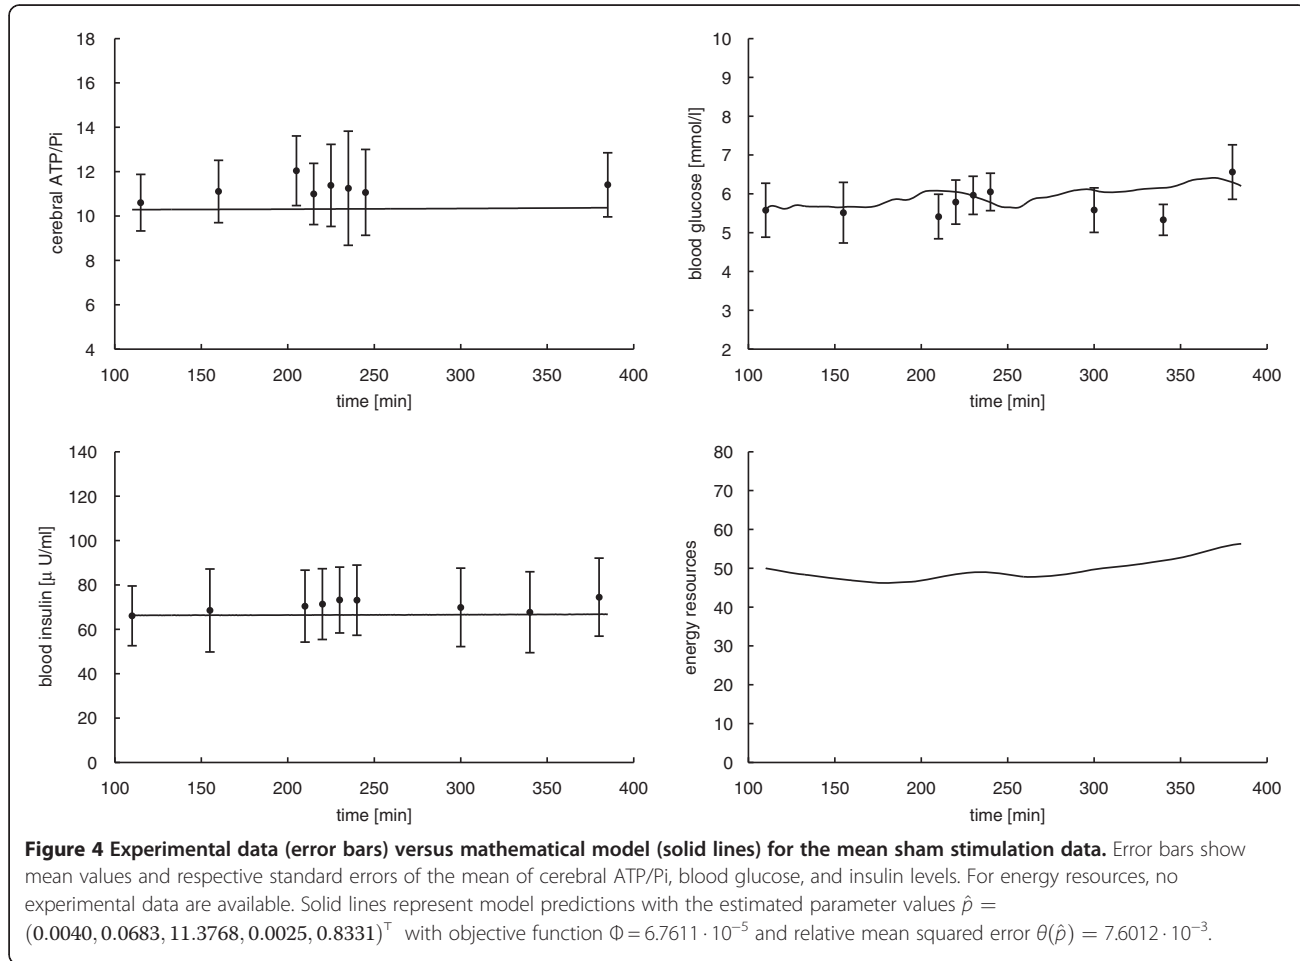 18
16
14
12
10
8
6
4
cerebral ATP/Pi
100 150 200 250 300 350 400
time [min]
10
9
8
7
6
5
4
3
2
blood glucose [mmol/l]
100 150 200 250 300 350 400
time [min]
140
120
100
80
60
40
20
0
blood insulin [μ U/ml]
100 150 200 250 300 350 400
time [min]
80
70
60
50
40
30
20
10
0
energy resources
100 150 200 250 300 350 400
time [min]
Figure 4 Experimental data (error bars) versus mathematical model (solid lines) for the mean sham stimulation data. Error bars show
mean values and respective standard errors of the mean of cerebral ATP/Pi, blood glucose, and insulin levels. For energy resources, no
experimental data are available. Solid lines represent model predictions with the estimated parameter values p̂ =
(0.0040, 0.0683, 11.3768, 0.0025, 0.8331)ᵀ with objective function Φ = 6.7611 · 10⁻⁵ and relative mean squared error θ(p̂) = 7.6012 · 10⁻³.